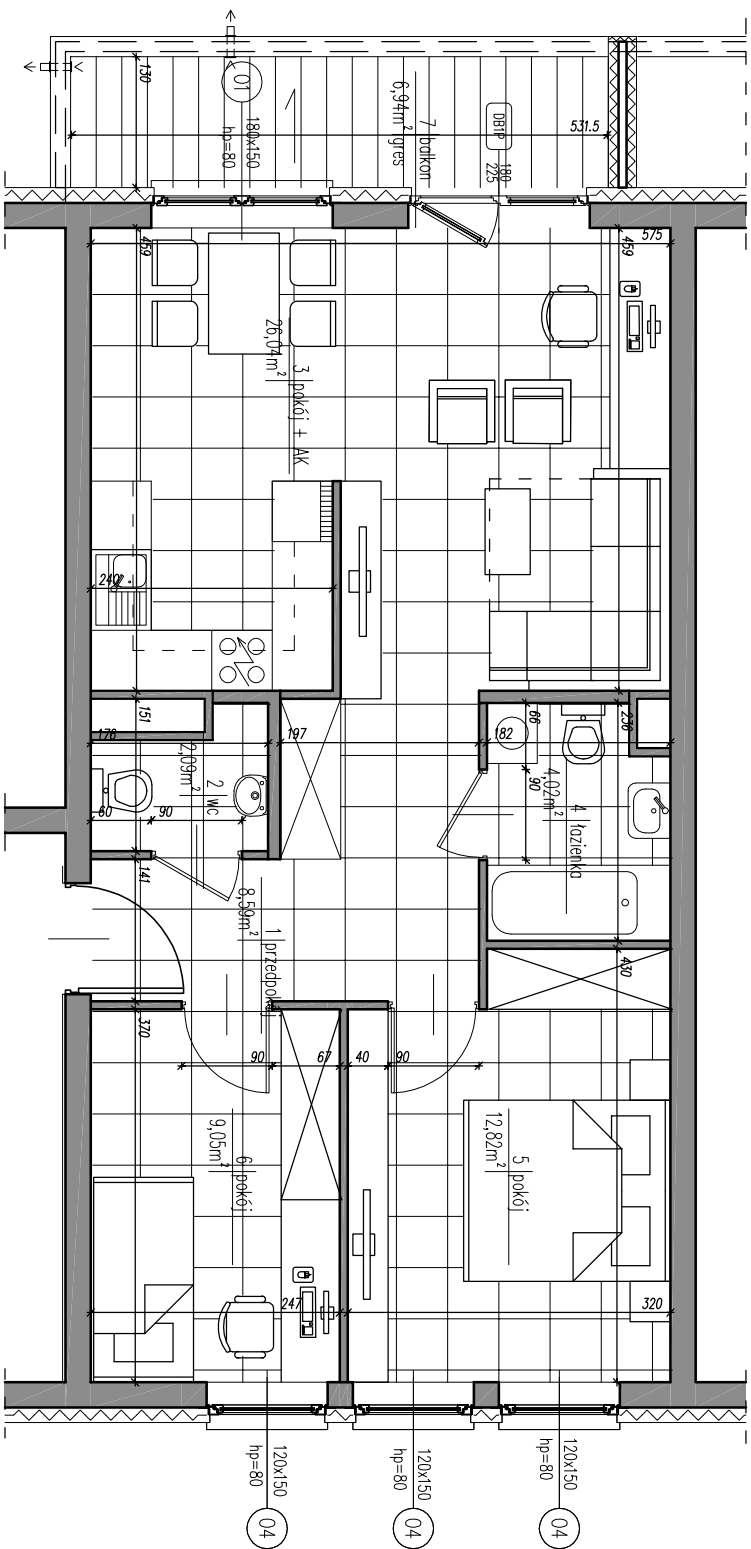 01
180x150
hp=80
130
7 balkon
6,94m² gres
DB1P
180
225
531.5
459
575
459
3 pokój + AK
26,04m²
240
151
176
197
182
236
66
90
2 wc
2,09m²
60
90
4 łazienka
4,02m²
141
1 przedpokój
8,59m²
430
370
90
67
40
90
6 pokój
9,05m²
5 pokój
12,82m²
247
320
120x150
hp=80
04
120x150
hp=80
04
120x150
hp=80
04